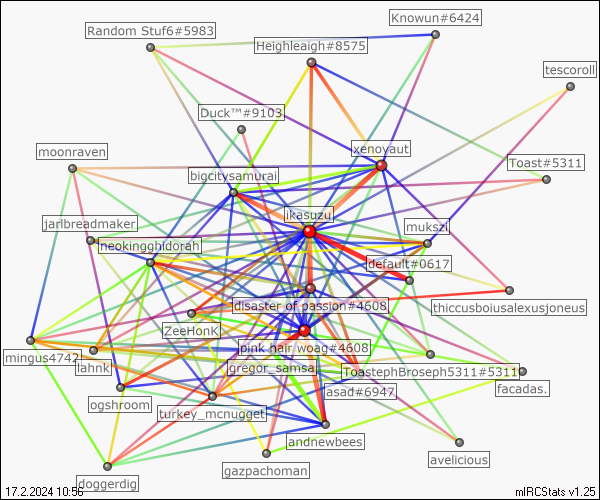 Knowun#6424
Random Stuf6#5983
Heighleaigh#8575
tescoroll
Duck™#9103
xenoyaut
moonraven
Toast#5311
bigcitysamurai
ikasuzu
jarlbreadmaker
mukszi
neokingghidorah
default#0617
disaster of passion#4608
thiccusboiusalexusjoneus
ZeeHonK
pink hair woag#4608
mingus4742
lahnk
gregor_samsa
ToastephBroseph5311#5311
facadas.
jasad#6947
ogshroom
turkey_mcnugget
andnewbees
avelicious
gazpachoman
doggerdig
17.2.2024 10:56
mIRCStats v1.25